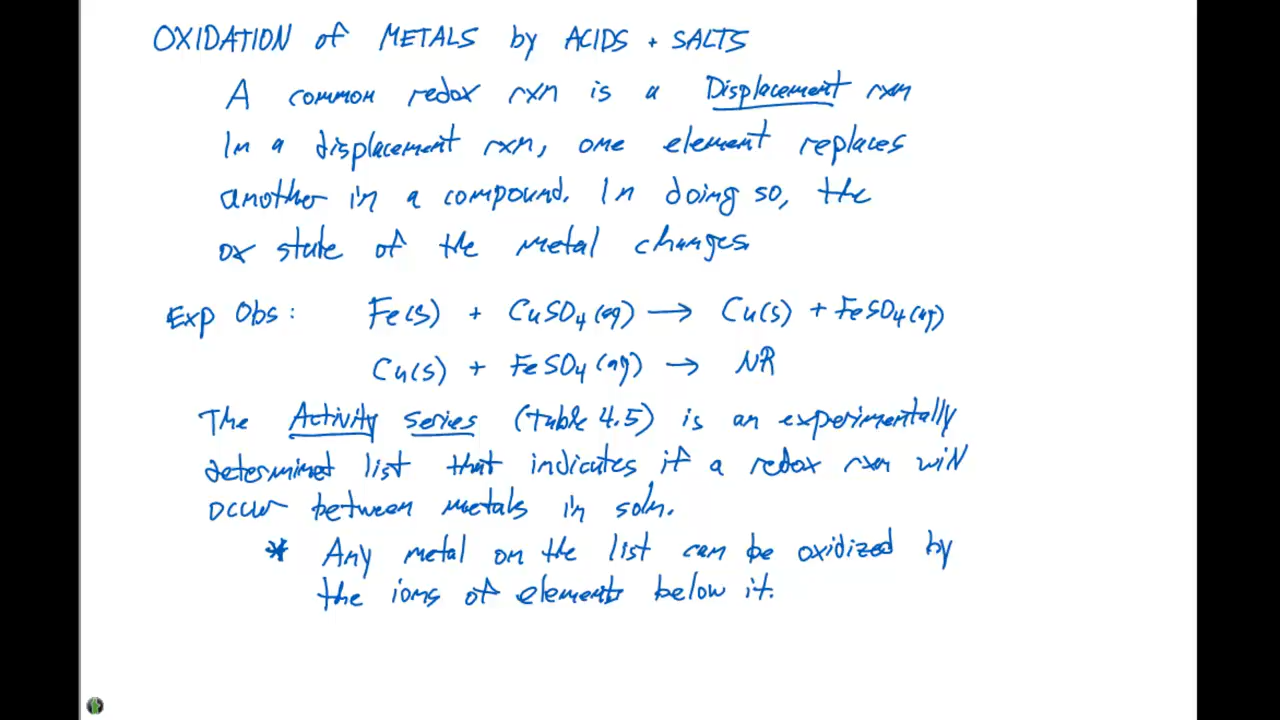 OXIDATION of METALS by ACIDS + SALTS
A common redox rxn is a Displacement rxn
In a displacement rxn, one element replaces
another in a compound. In doing so, the
ox state of the metal changes.
Exp Obs: Fe(s) + CuSO4(aq) → Cu(s) + FeSO4(aq)
Cu(s) + FeSO4(aq) → NR
The Activity series (Table 4.5) is an experimentally
determined list that indicates if a redox rxn will
occur between metals in soln.
* Any metal on the list can be oxidized by
the ions of elements below it.